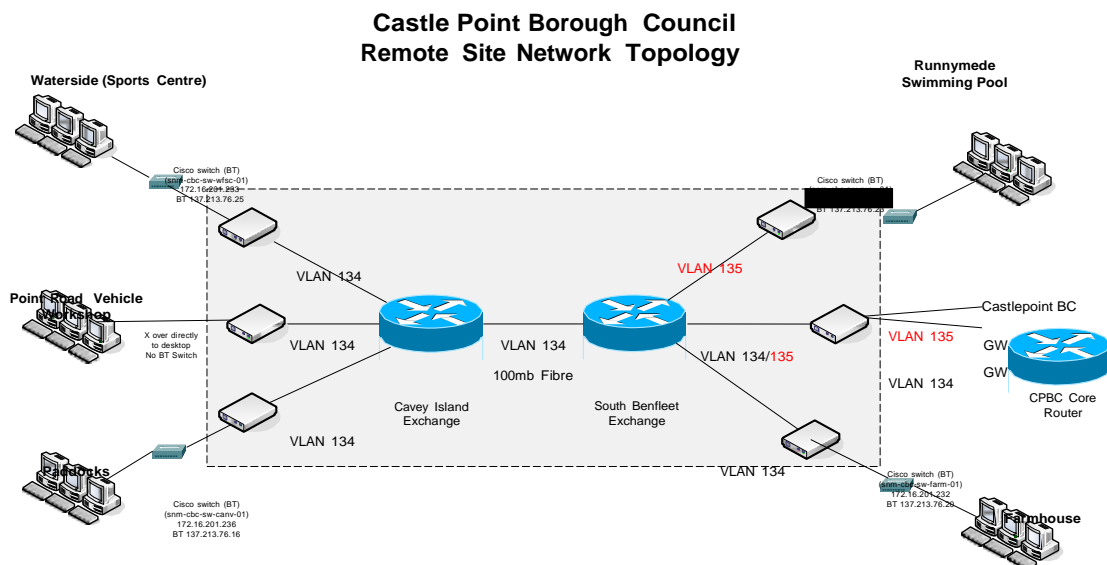 Castle Point Borough Council
Remote Site Network Topology
Waterside (Sports Centre)
Runnymede
Swimming Pool
Cisco switch (BT)
(snm-cbc-sw-wfsc-01)
172.16.201.233
BT 137.213.76.25
Cisco switch (BT)
VLAN 134
VLAN 135
Point Road Vehicle
Workshop
X over directly
to desktop
No BT Switch
VLAN 134
VLAN 134
100mb Fibre
VLAN 134/135
Castlepoint BC
VLAN 135
GW
GW
VLAN 134
CPBC Core
Router
Cavey Island
Exchange
South Benfleet
Exchange
VLAN 134
VLAN 134
Paddocks
Cisco switch (BT)
(snm-cbc-sw-canv-01)
172.16.201.236
BT 137.213.76.16
Cisco switch (BT)
(snm-cbc-sw-farm-01)
172.16.201.232
BT 137.213.76.20
Farmhouse